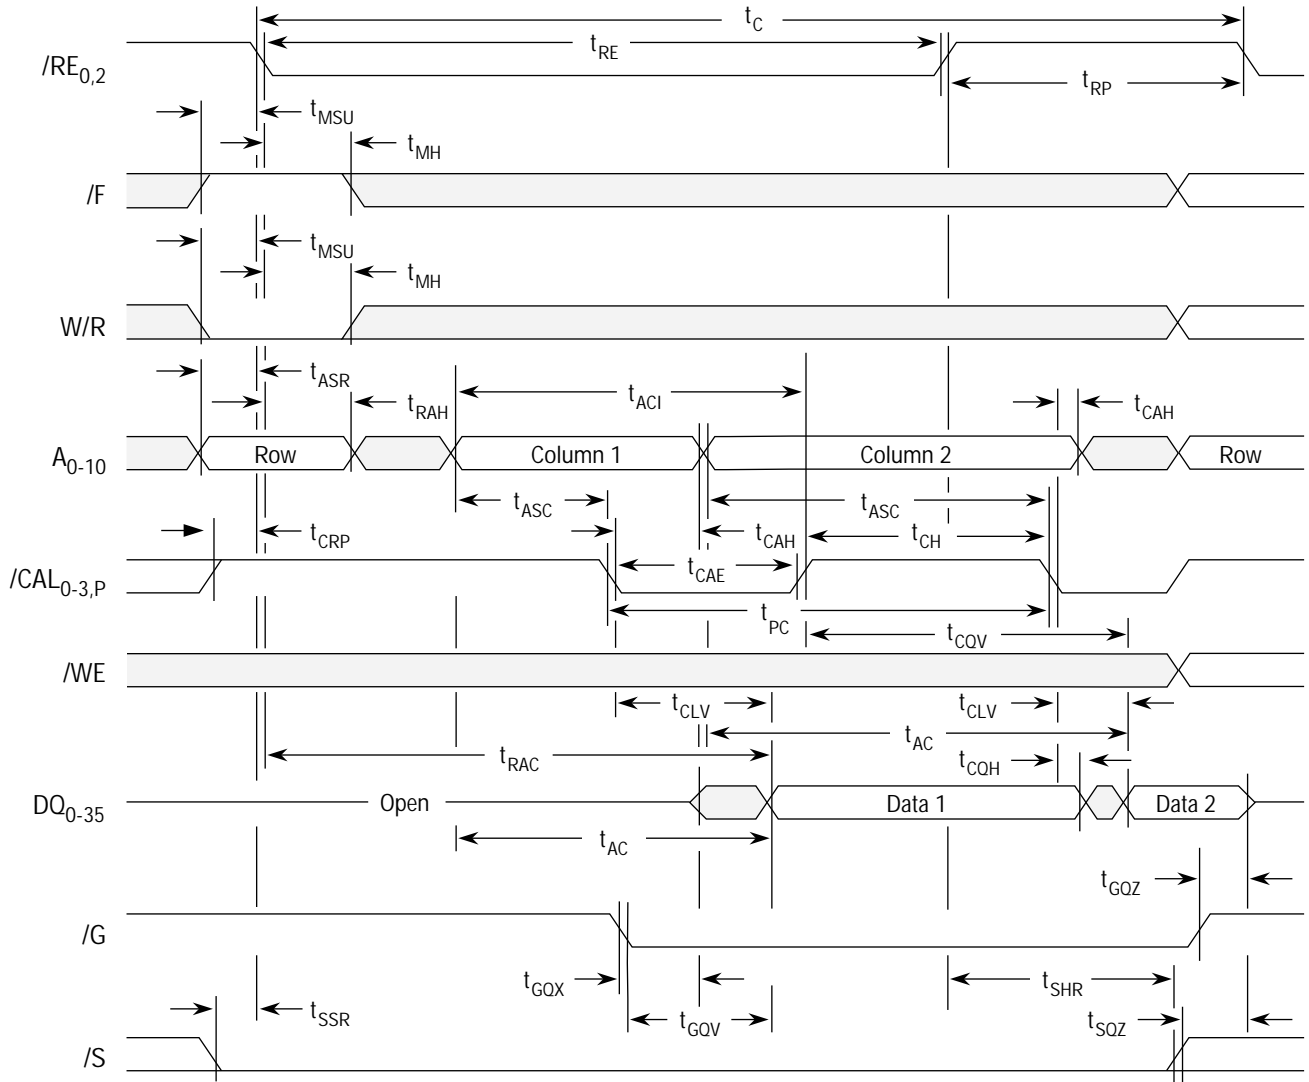 tC
/RE0,2
tRE
tRP
tMSU
tMH
/F
tMSU
tMH
W/R
tASR
tRAH
tACI
tCAH
A0-10
Row
Column 1
Column 2
Row
tASC
tASC
tCRP
tCAH
tCH
/CAL0-3,P
tCAE
tPC
tCQV
/WE
tCLV
tCLV
tAC
tRAC
tCQH
DQ0-35
Open
Data 1
Data 2
tAC
tGQZ
/G
tGQX
tSHR
tSSR
tGQV
tSQZ
/S